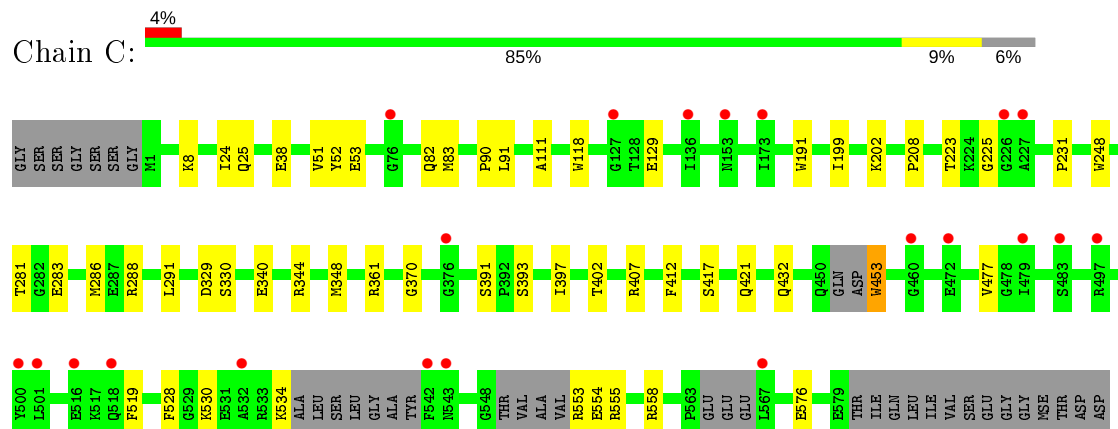 4%
Chain C:
85% 9% 6%
GLY SER SER GLY SER SER GLY M1 K8 I24 Q25 E38 V51 Y52 E53 G76 Q82 M83 P90 L91 A111 W118 G127 T128 E129 I136 N153 I173 W191 I199 K202 P208 T223 K224 G225 G226 A227 P231 W248
T281 G282 E283 M286 E287 R288 L291 D329 S330 E340 R344 M348 R361 G370 G376 S391 P392 S393 I397 T402 R407 F412 S417 Q421 Q432 Q450 GLN ASP W453 G460 E472 V477 G478 I479 S483 R497
Y500 L501 E516 K517 Q518 F519 F528 G529 K530 E531 A532 R533 K534 ALA LEU SER LEU GLY ALA TYR F542 N543 G548 THR VAL ALA VAL R553 E554 R555 R558 P563 GLU GLU GLU L567 E576 E579 THR ILE GLN LEU ILE VAL SER GLU GLY GLY MSE THR ASP ASP